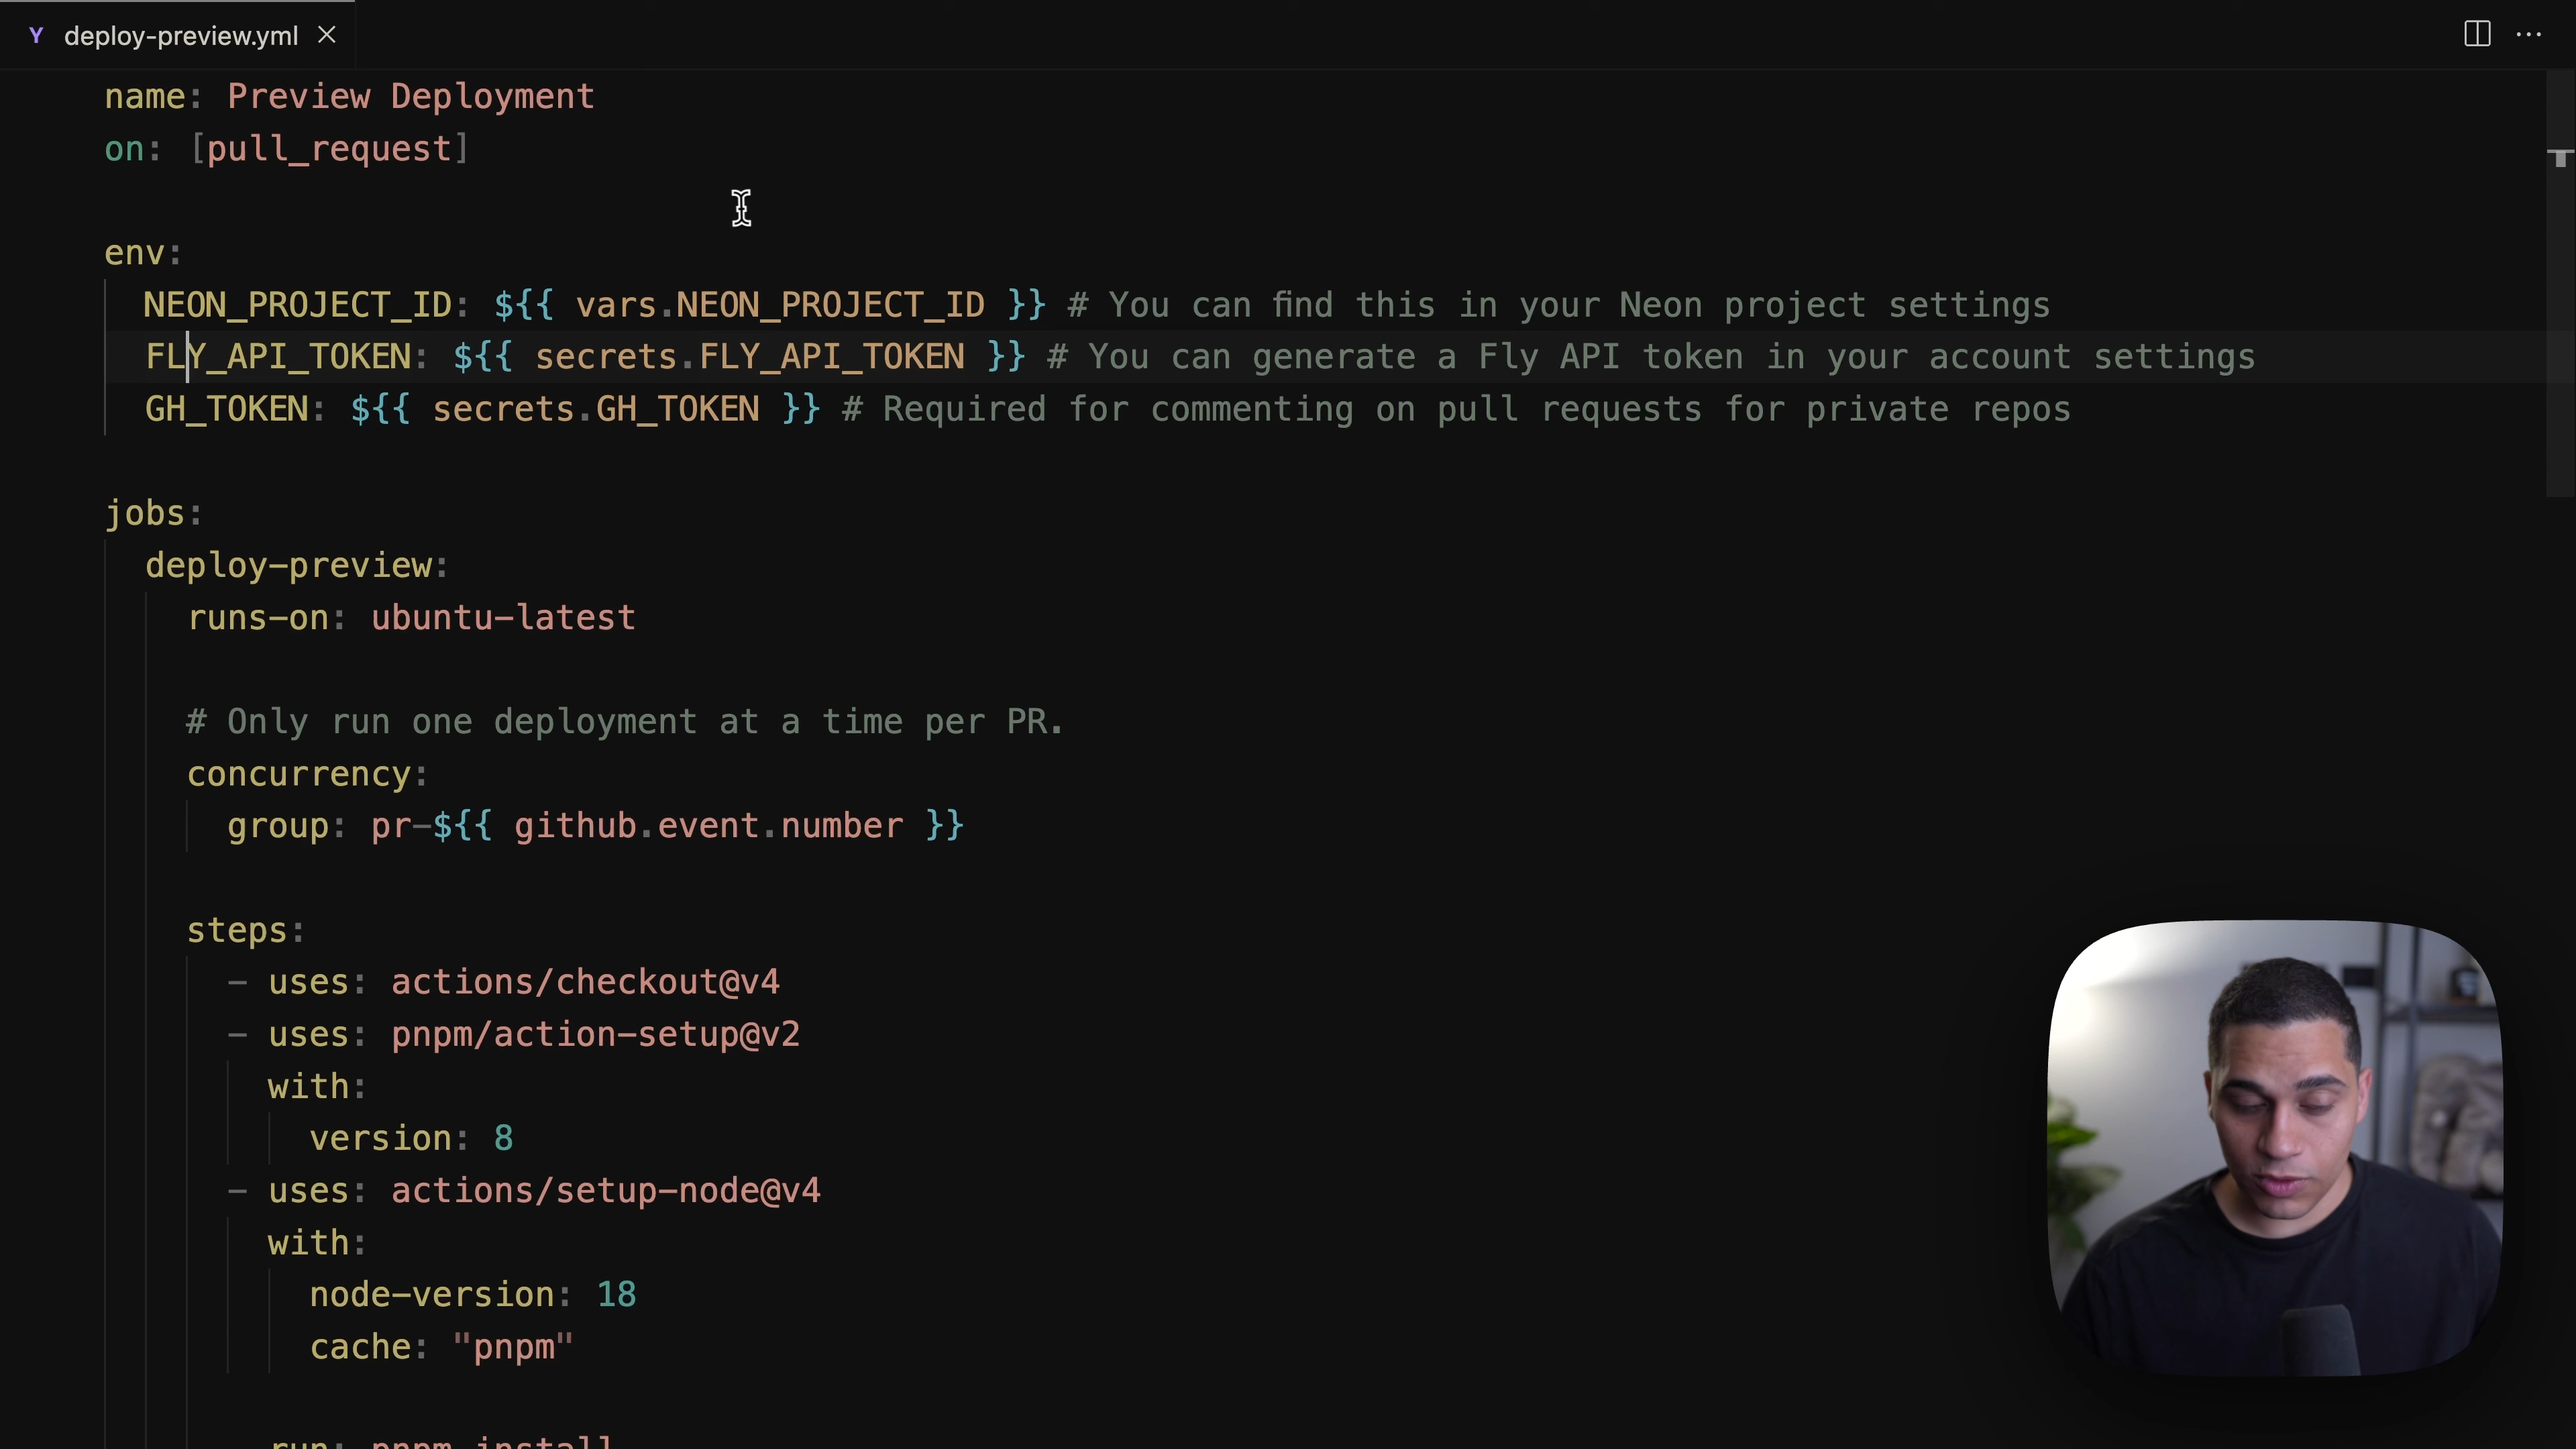 Y deploy-preview.yml
name: Preview Deployment
on: [pull_request]
env:
NEON_PROJECT_ID: ${{ vars.NEON_PROJECT_ID }} # You can find this in your Neon project settings
FLY_API_TOKEN: ${{ secrets.FLY_API_TOKEN }} # You can generate a Fly API token in your account settings
GH_TOKEN: ${{ secrets.GH_TOKEN }} # Required for commenting on pull requests for private repos
jobs:
deploy-preview:
runs-on: ubuntu-latest
# Only run one deployment at a time per PR.
concurrency:
group: pr-${{ github.event.number }}
steps:
- uses: actions/checkout@v4
- uses: pnpm/action-setup@v2
with:
version: 8
- uses: actions/setup-node@v4
with:
node-version: 18
cache: "pnpm"
run: pnpm install